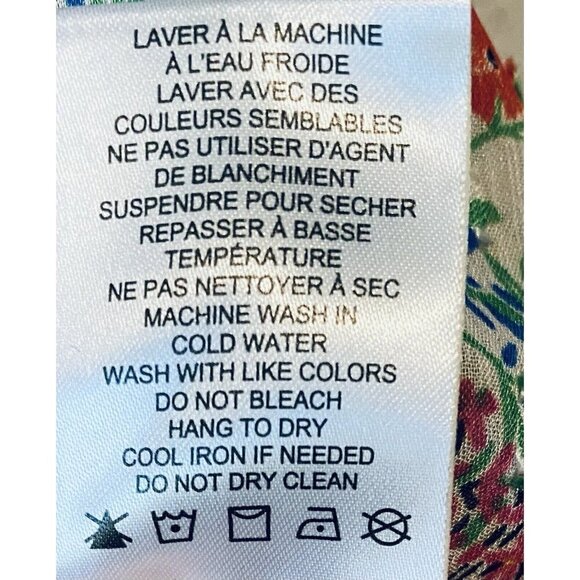 LAVER À LA MACHINE
À L'EAU FROIDE
LAVER AVEC DES
COULEURS SEMBLABLES
NE PAS UTILISER D'AGENT
DE BLANCHIMENT
SUSPENDRE POUR SECHER
REPASSER À BASSE
TEMPÉRATURE
NE PAS NETTOYER À SEC
MACHINE WASH IN
COLD WATER
WASH WITH LIKE COLORS
DO NOT BLEACH
HANG TO DRY
COOL IRON IF NEEDED
DO NOT DRY CLEAN